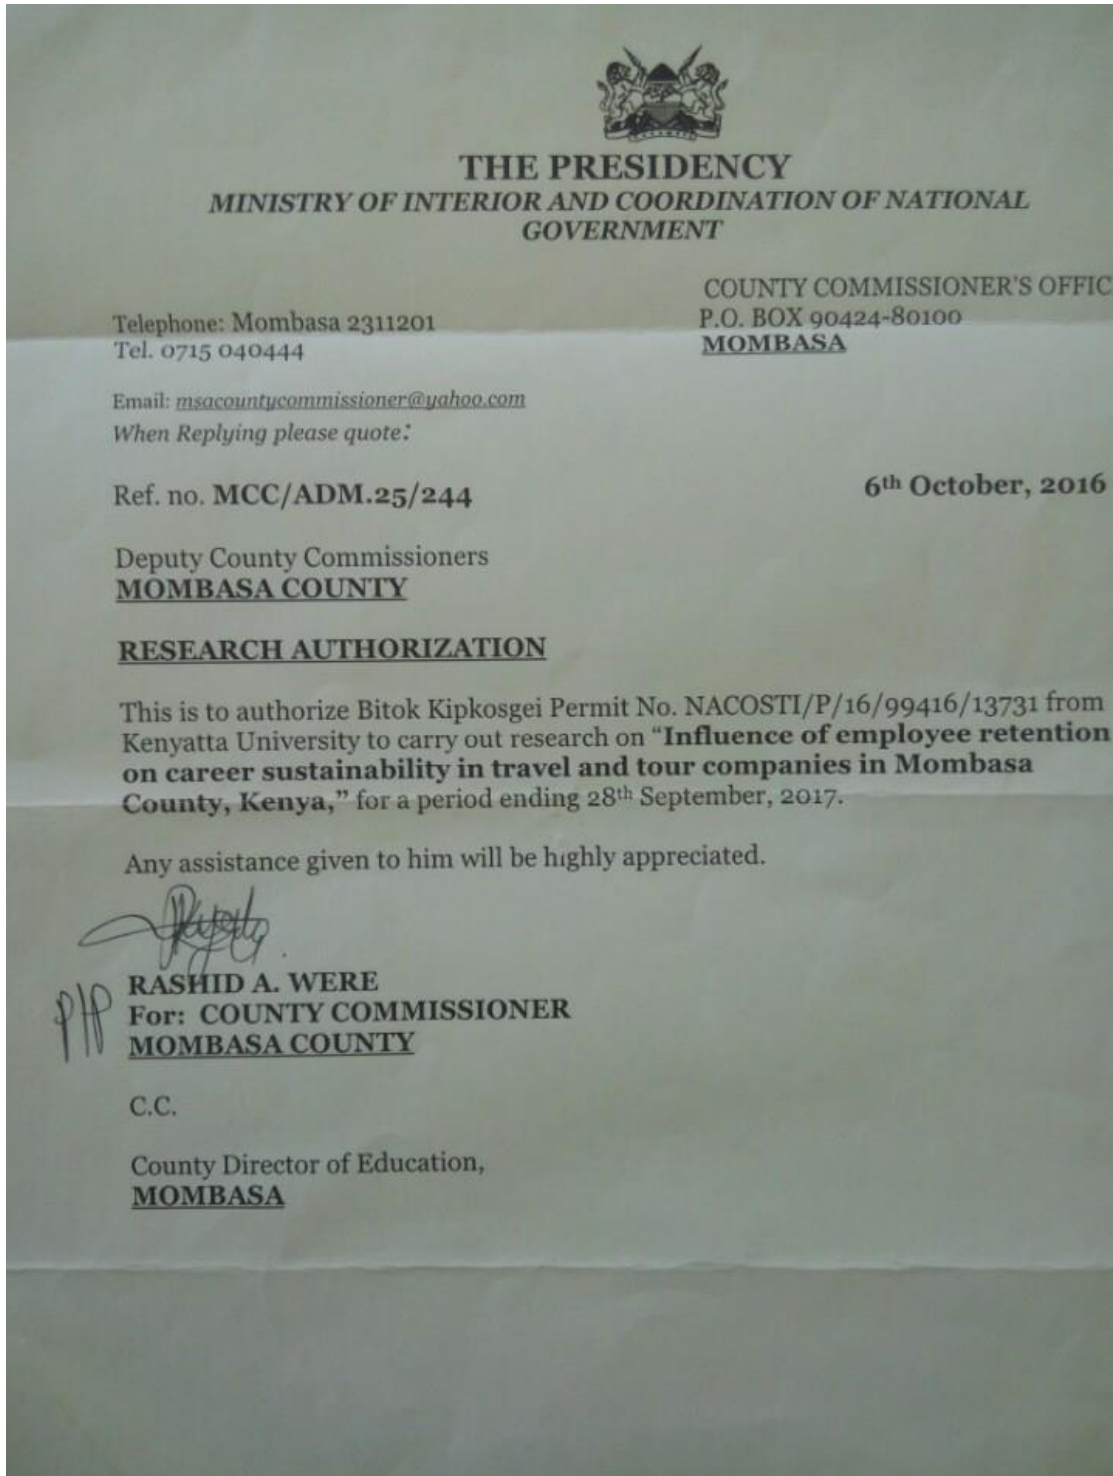 THE PRESIDENCY
MINISTRY OF INTERIOR AND COORDINATION OF NATIONAL
GOVERNMENT
COUNTY COMMISSIONER'S OFFIC
P.O. BOX 90424-80100
MOMBASA
Telephone: Mombasa 2311201
Tel. 0715 040444
Email: msacountycommissioner@yahoo.com
When Replying please quote:
Ref. no. MCC/ADM.25/244
6th October, 2016
Deputy County Commissioners
MOMBASA COUNTY
RESEARCH AUTHORIZATION
This is to authorize Bitok Kipkosgei Permit No. NACOSTI/P/16/99416/13731 from
Kenyatta University to carry out research on “Influence of employee retention
on career sustainability in travel and tour companies in Mombasa
County, Kenya,” for a period ending 28th September, 2017.
Any assistance given to him will be highly appreciated.
RASHID A. WERE
For: COUNTY COMMISSIONER
MOMBASA COUNTY
C.C.
County Director of Education,
MOMBASA